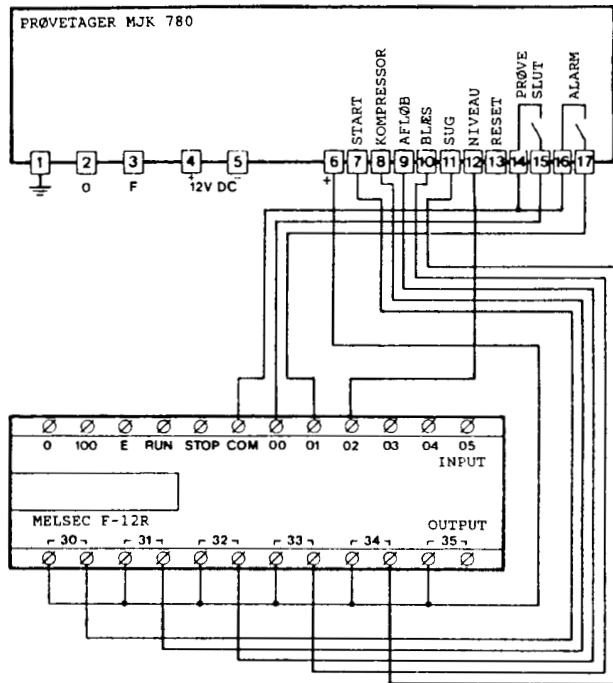 PRØVETAGER MJK 780
START
KOMPRESSOR
AFLØB
BLÆS
SUG
NIVEAU
RESET
PRØVE
SLUT
ALARM
1 2 3 4 5 6 7 8 9 10 11 12 13 14 15 16 17
0 F + 12V DC - +
0 100 E RUN STOP COM 00 01 02 03 04 05
INPUT
MELSEC F-12R
OUTPUT
30 31 32 33 34 35